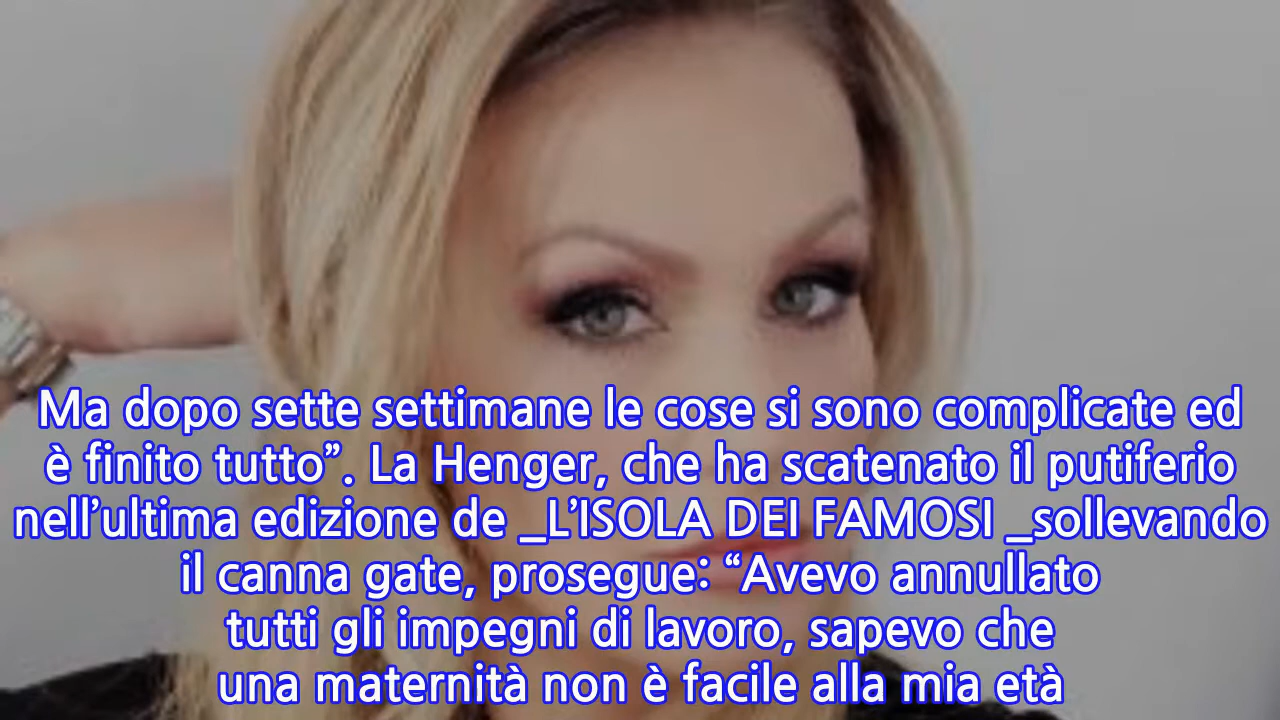 Ma dopo sette settimane le cose si sono complicate ed
è finito tutto”. La Henger, che ha scatenato il putiferio
nell’ultima edizione de _L’ISOLA DEI FAMOSI _sollevando
il canna gate, prosegue: “Avevo annullato
tutti gli impegni di lavoro, sapevo che
una maternità non è facile alla mia età